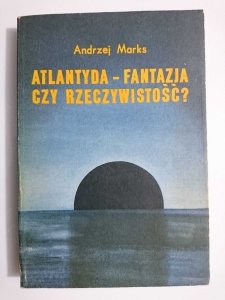 Andrzej Marks
ATLANTYDA – FANTAZJA
CZY RZECZYWISTOŚĆ?